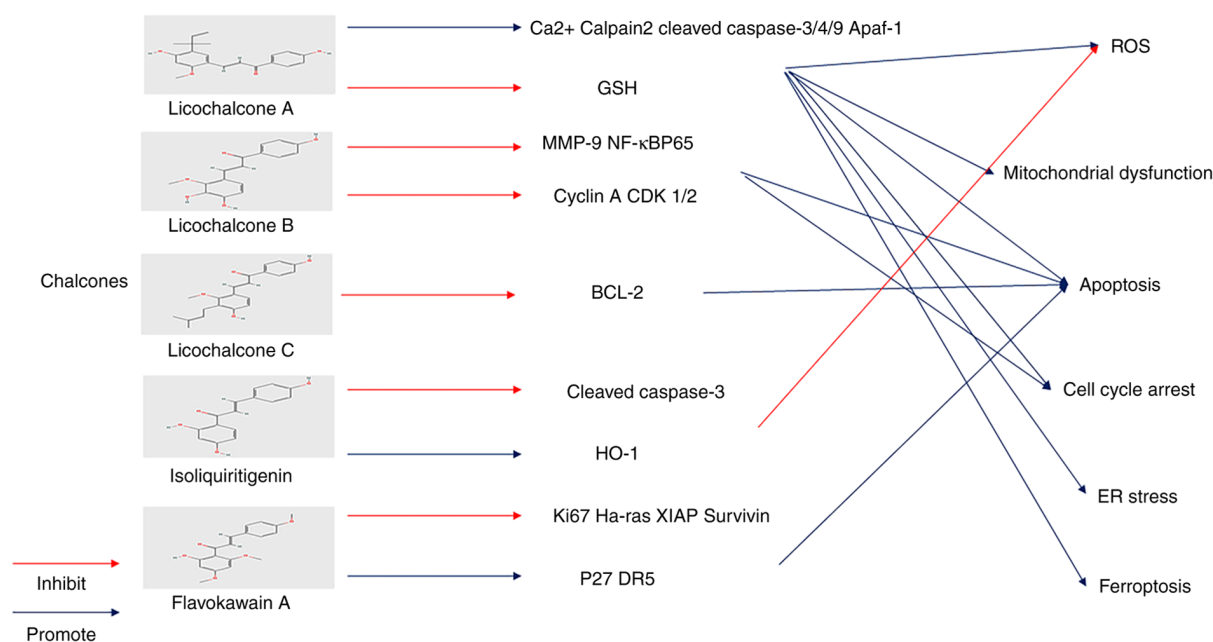 Ca2+ Calpain2 cleaved caspase-3/4/9 Apaf-1
ROS
GSH
Licochalcone A
MMP-9 NF-κBP65
Mitochondrial dysfunction
Cyclin A CDK 1/2
Licochalcone B
Chalcones
BCL-2
Apoptosis
Licochalcone C
Cleaved caspase-3
Cell cycle arrest
HO-1
Isoliquiritigenin
ER stress
Ki67 Ha-ras XIAP Survivin
P27 DR5
Ferroptosis
Inhibit
Flavokawain A
Promote